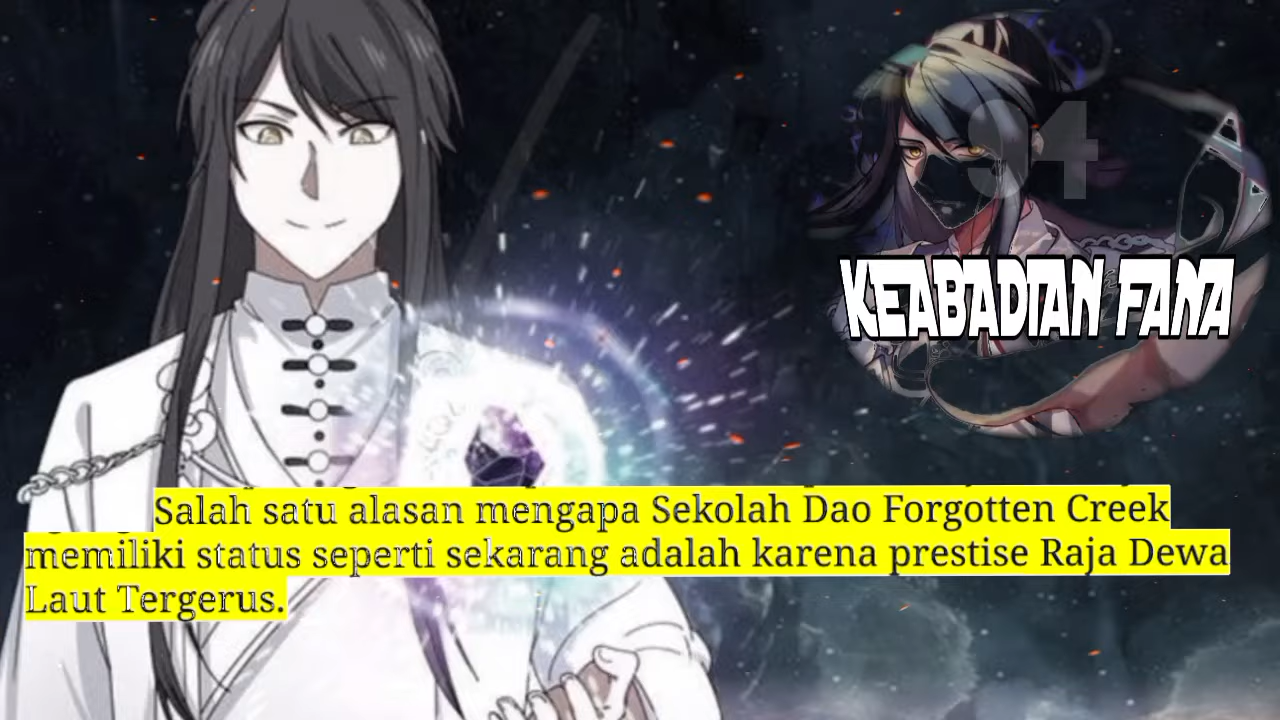 94
KEABADIAN FANA
Salah satu alasan mengapa Sekolah Dao Forgotten Creek
memiliki status seperti sekarang adalah karena prestise Raja Dewa
Laut Tergerus.